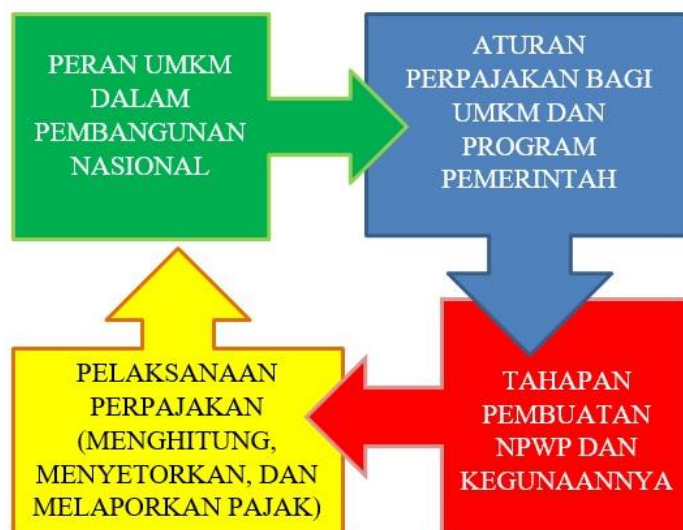 PERAN UMKM
DALAM
PEMBANGUNAN
NASIONAL
ATURAN
PERPAJAKAN BAGI
UMKM DAN
PROGRAM
PEMERINTAH
TAHAPAN
PEMBUATAN
NPWP DAN
KEGUNAANNYA
PELAKSANAAN
PERPAJAKAN
(MENGHITUNG,
MENYETORKAN, DAN
MELAPORKAN PAJAK)